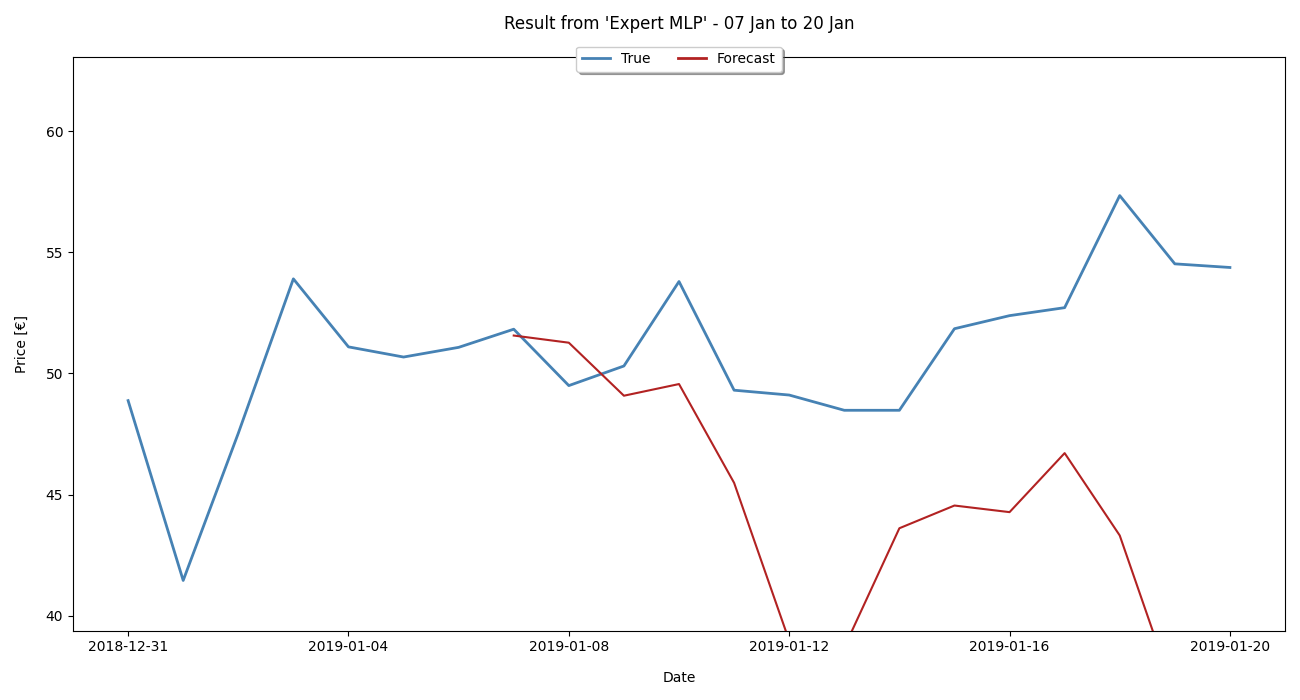 Result from 'Expert MLP' - 07 Jan to 20 Jan
True Forecast
60
55
50
45
40
Price [€]
2018-12-31 2019-01-04 2019-01-08 2019-01-12 2019-01-16 2019-01-20
Date